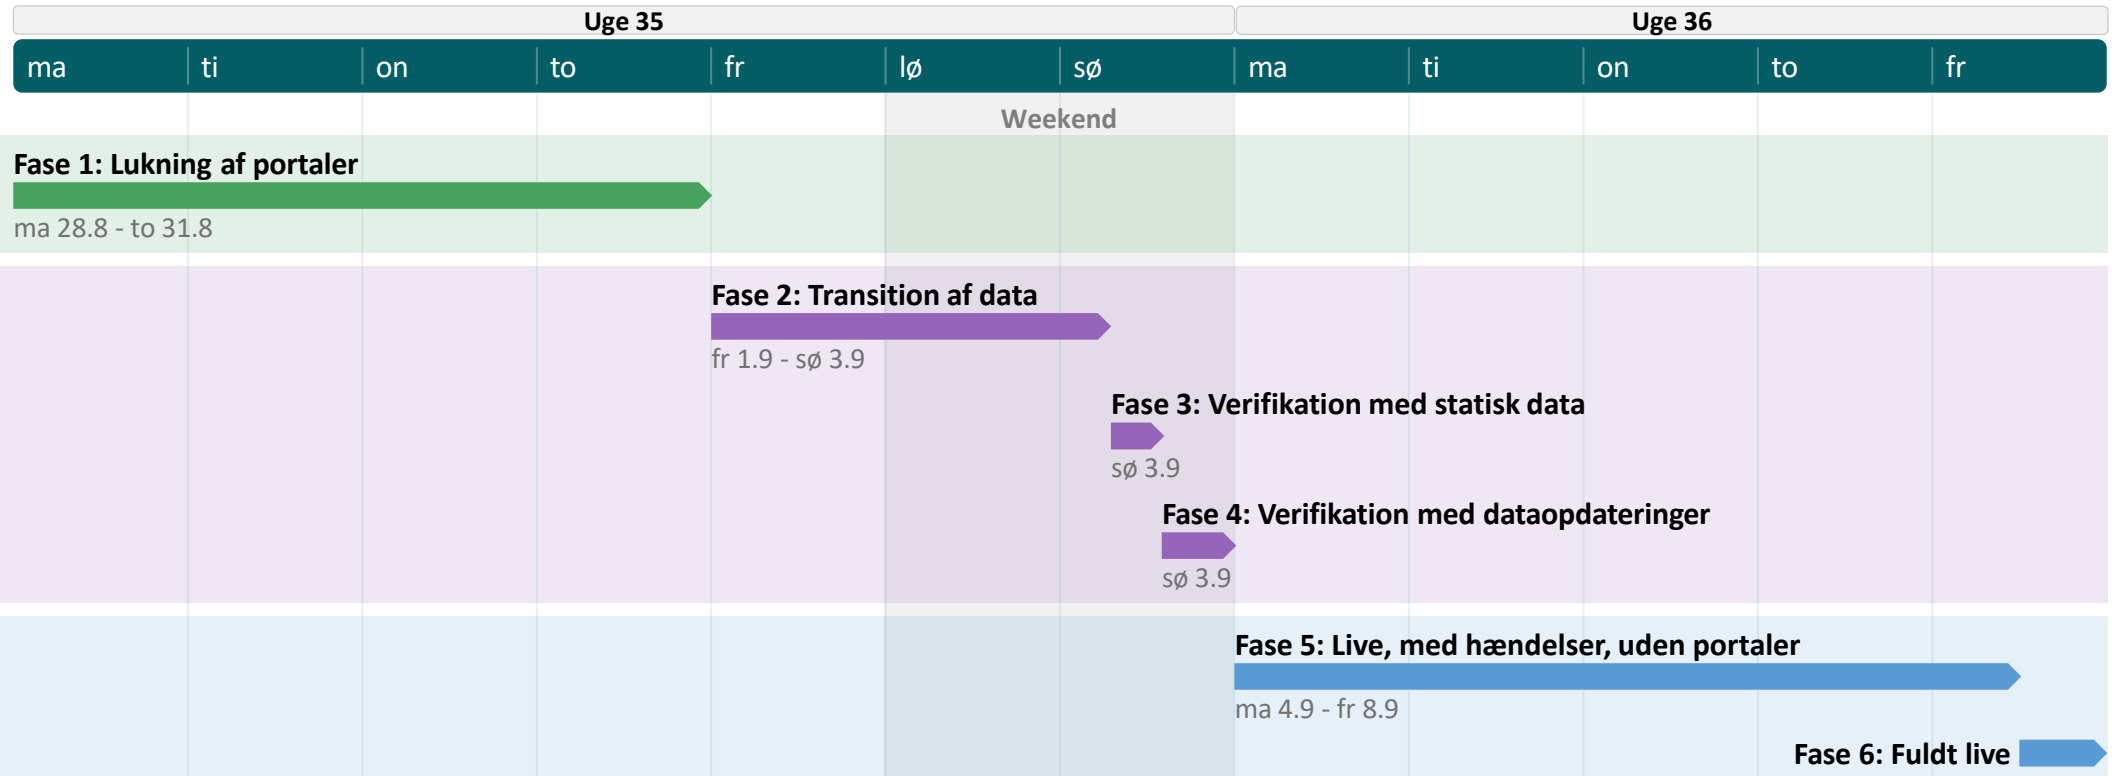 Uge 35 Uge 36
ma ti on to fr lø sø ma ti on to fr
Weekend
Fase 1: Lukning af portaler
ma 28.8 - to 31.8
Fase 2: Transition af data
fr 1.9 - sø 3.9
Fase 3: Verifikation med statisk data
sø 3.9
Fase 4: Verifikation med dataopdateringer
sø 3.9
Fase 5: Live, med hændelser, uden portaler
ma 4.9 - fr 8.9
Fase 6: Fuldt live